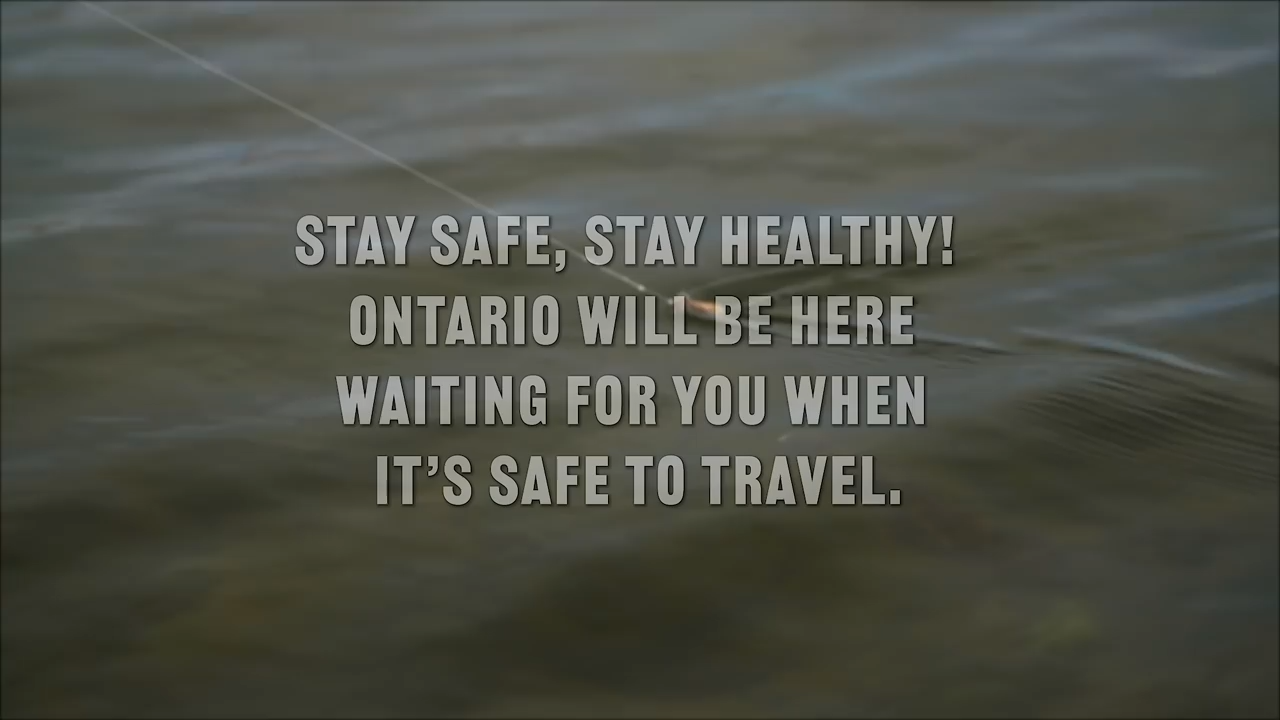 STAY SAFE, STAY HEALTHY!
ONTARIO WILL BE HERE
WAITING FOR YOU WHEN
IT’S SAFE TO TRAVEL.